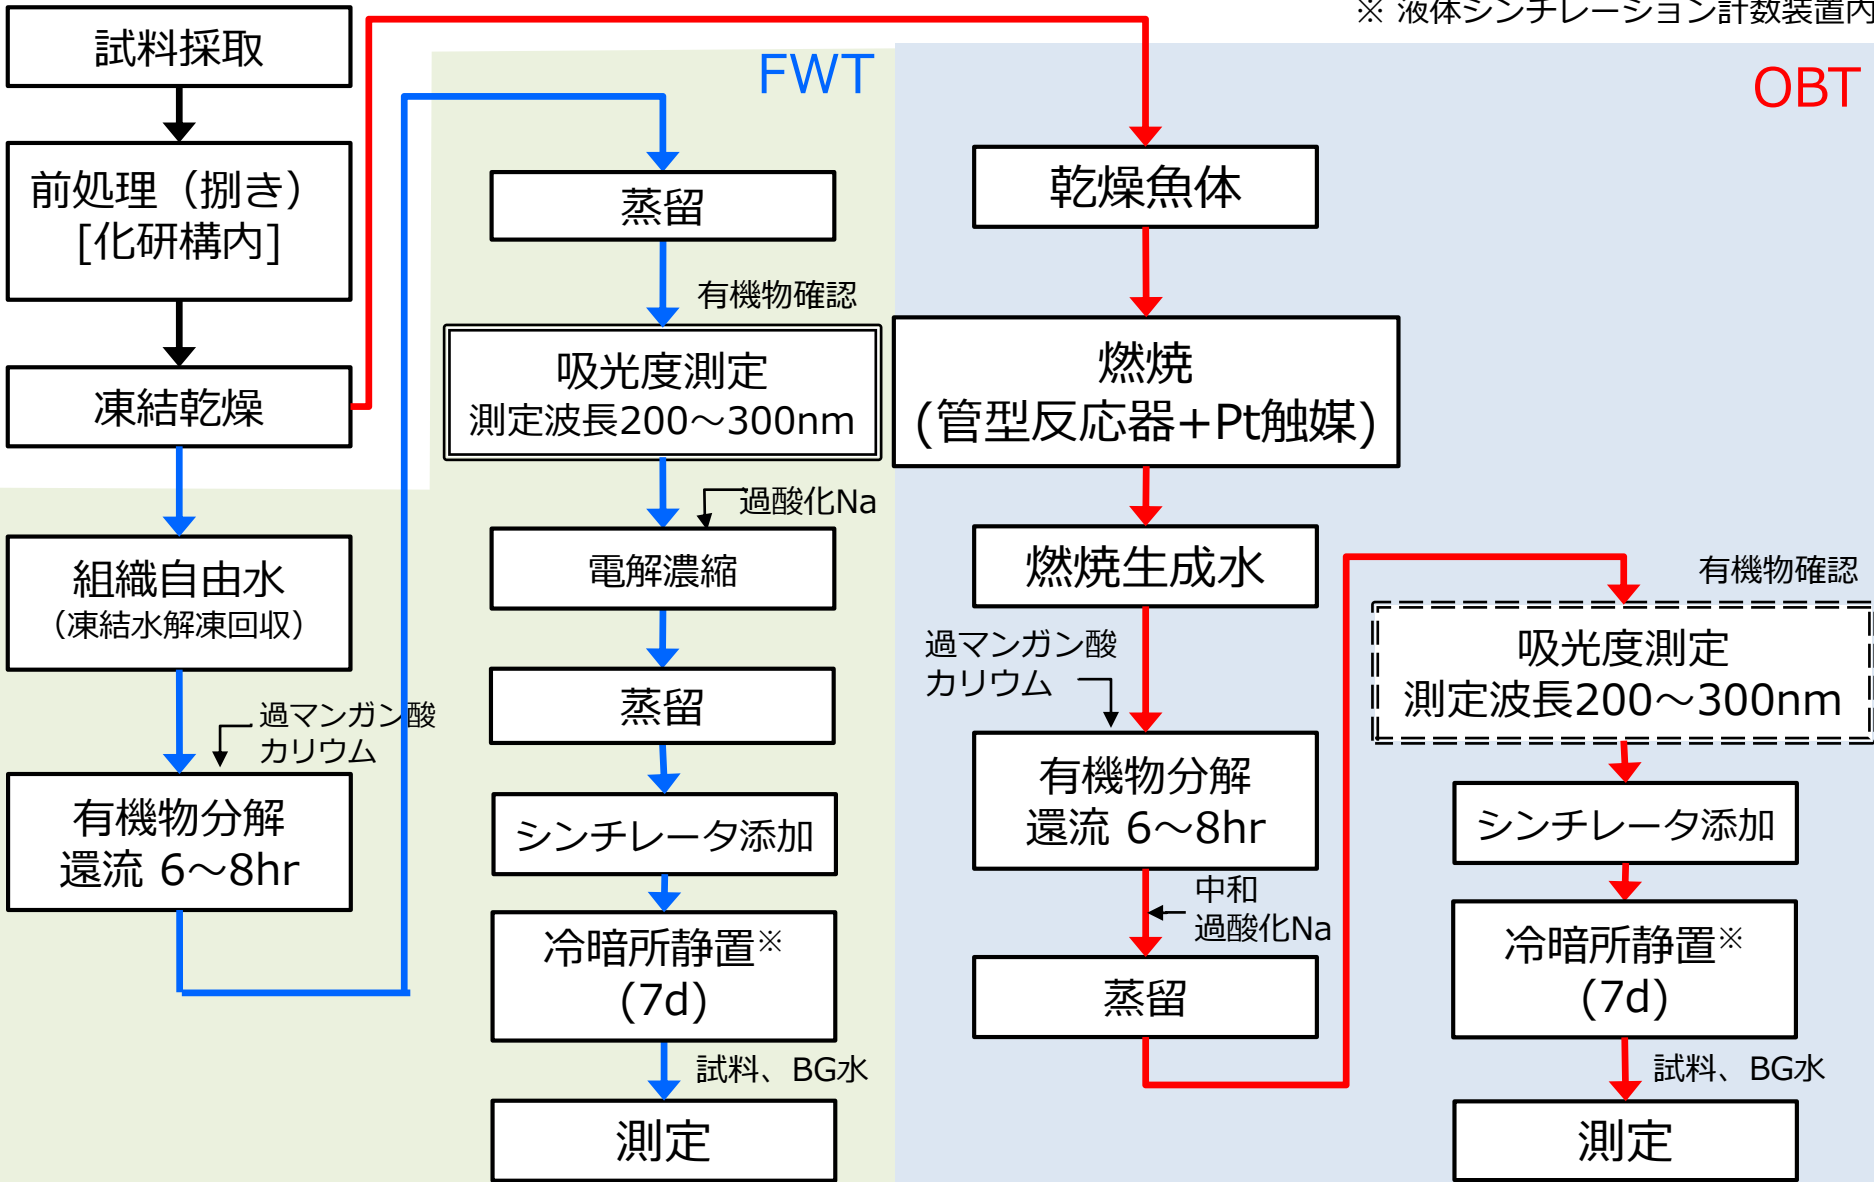 ※ 液体シンチレーション計数装置内
試料採取
前処理（捌き）
[化研構内]
凍結乾燥
組織自由水
（凍結水解凍回収）
過マンガン酸
カリウム
有機物分解
還流 6～8hr
FWT
蒸留
有機物確認
吸光度測定
測定波長200～300nm
過酸化Na
電解濃縮
蒸留
シンチレータ添加
冷暗所静置※
(7d)
試料、BG水
測定
OBT
乾燥魚体
燃焼
(管型反応器+Pt触媒)
燃焼生成水
過マンガン酸
カリウム
有機物分解
還流 6～8hr
中和
過酸化Na
蒸留
有機物確認
吸光度測定
測定波長200～300nm
シンチレータ添加
冷暗所静置※
(7d)
試料、BG水
測定